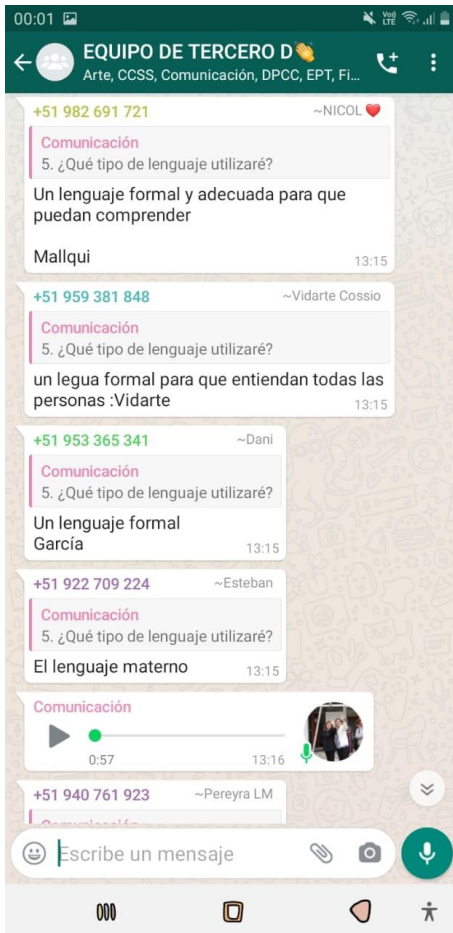 00:01
Vo) LTE
EQUIPO DE TERCERO D👏
Arte, CCSS, Comunicación, DPCC, EPT, Fi...
+51 982 691 721 ~NICOL ❤️
Comunicación
5. ¿Qué tipo de lenguaje utilizaré?
Un lenguaje formal y adecuada para que
puedan comprender
Mallqui 13:15
+51 959 381 848 ~Vidarte Cossio
Comunicación
5. ¿Qué tipo de lenguaje utilizaré?
un legua formal para que entiendan todas las
personas :Vidarte 13:15
+51 953 365 341 ~Dani
Comunicación
5. ¿Qué tipo de lenguaje utilizaré?
Un lenguaje formal
García 13:15
+51 922 709 224 ~Esteban
Comunicación
5. ¿Qué tipo de lenguaje utilizaré?
El lenguaje materno 13:15
Comunicación
0:57 13:16
+51 940 761 923 ~Pereyra LM
Escribe un mensaje